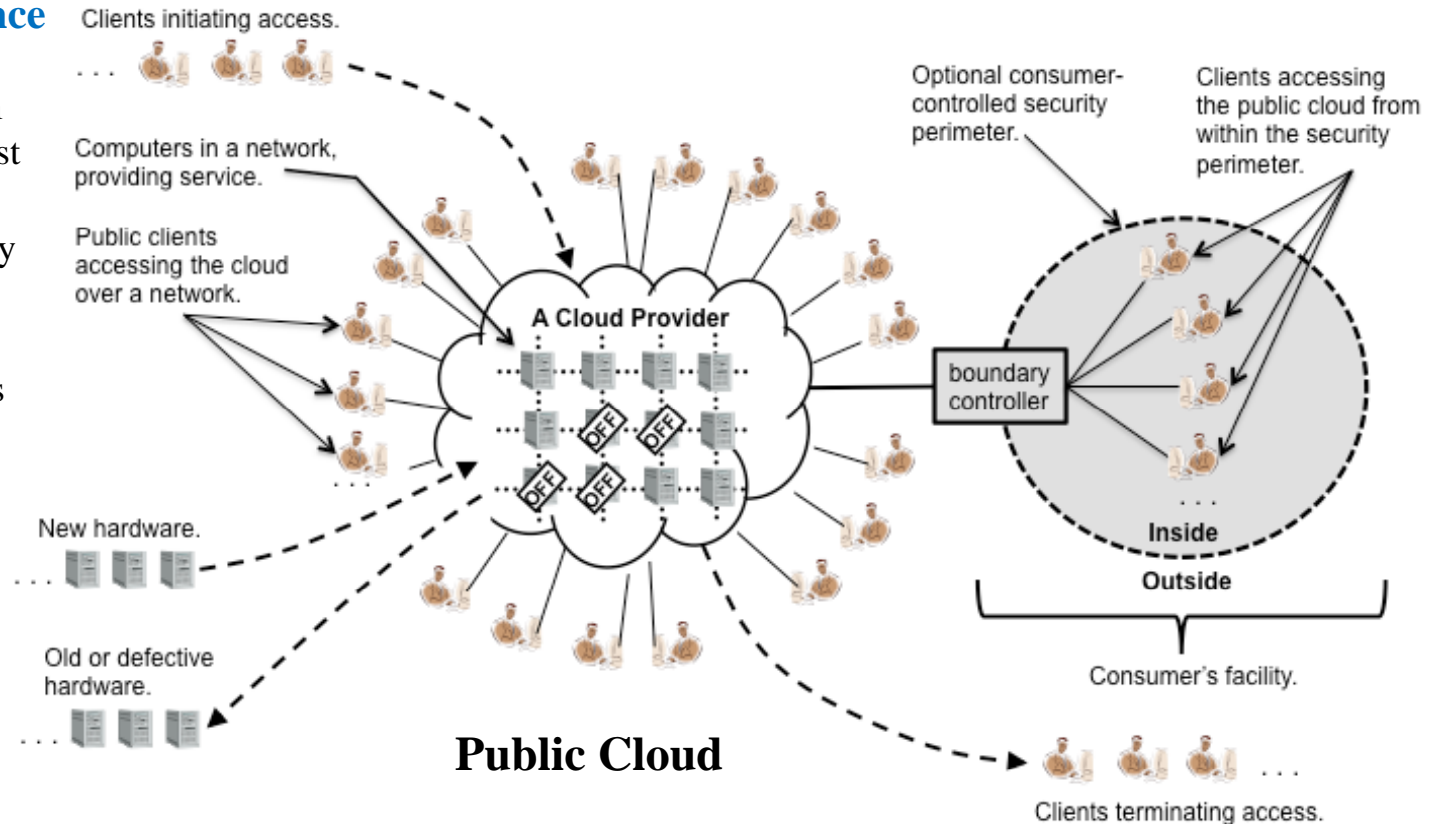 nce
st
y
s
Clients initiating access.
. . .
Computers in a network,
providing service.
Public clients
accessing the cloud
over a network.
. . .
New hardware.
. . .
Old or defective
hardware.
. . .
A Cloud Provider
OFF
OFF
OFF
OFF
Optional consumer-
controlled security
perimeter.
Clients accessing
the public cloud from
within the security
perimeter.
boundary
controller
. . .
Inside
Outside
Consumer's facility.
Public Cloud
. . .
Clients terminating access.